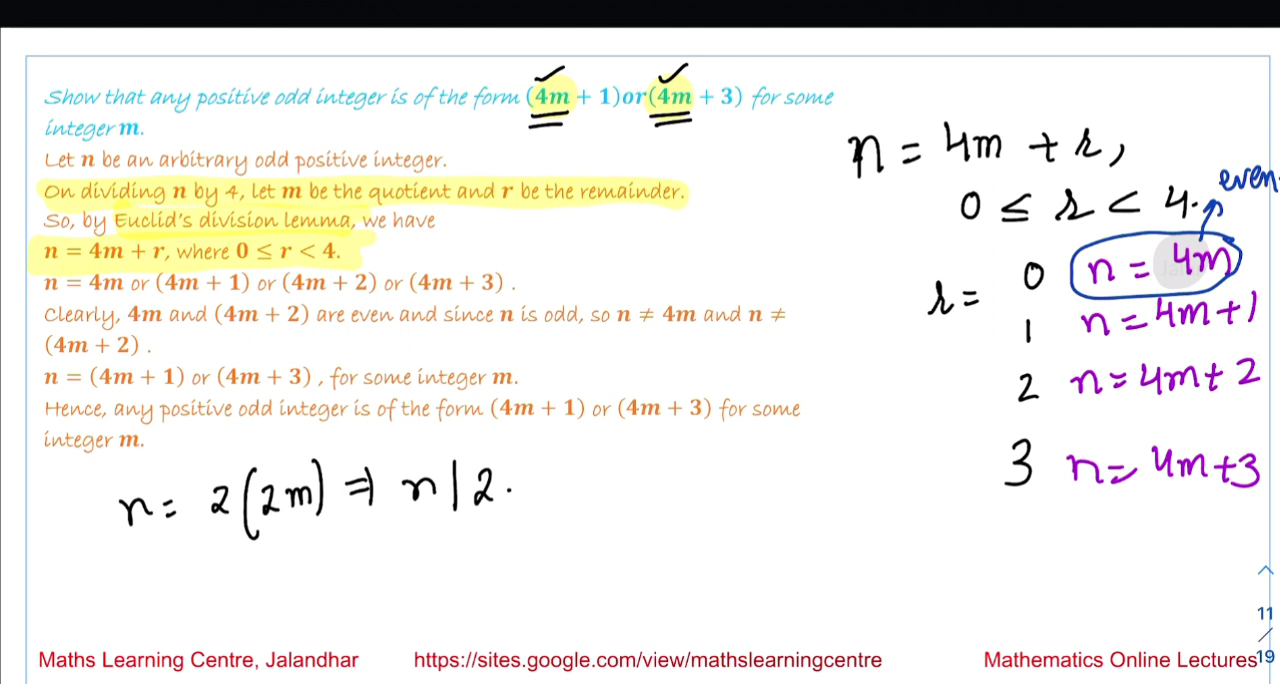 Show that any positive odd integer is of the form (4m + 1)or(4m + 3) for some
integer m.
Let n be an arbitrary odd positive integer.
On dividing n by 4, let m be the quotient and r be the remainder.
So, by Euclid's division lemma, we have
n = 4m + r, where 0 ≤ r < 4.
n = 4m or (4m + 1) or (4m + 2) or (4m + 3) .
Clearly, 4m and (4m + 2) are even and since n is odd, so n ≠ 4m and n ≠
(4m + 2) .
n = (4m + 1) or (4m + 3) , for some integer m.
Hence, any positive odd integer is of the form (4m + 1) or (4m + 3) for some
integer m.
n = 2(2m) ⇒ n|2.
n = 4m + r,
0 ≤ r < 4.
even
r = 0 n = 4m
1 n = 4m+1
2 n = 4m+2
3 n = 4m+3
11
/
19
Maths Learning Centre, Jalandhar https://sites.google.com/view/mathslearningcentre Mathematics Online Lectures